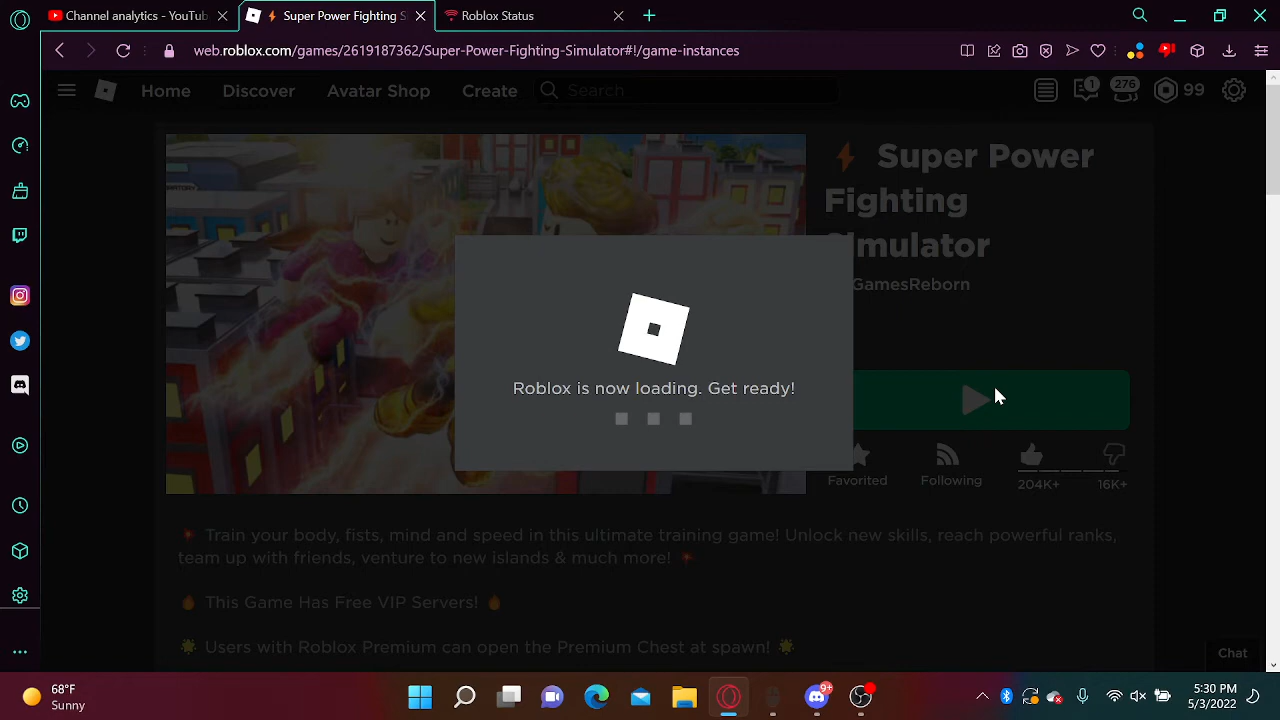 Channel analytics - YouTub
Super Power Fighting S
Roblox Status
web.roblox.com/games/2619187362/Super-Power-Fighting-Simulator#!/game-instances
Home
Discover
Avatar Shop
Create
Search
1
276
99
Super Power
Fighting
Simulator
GamesReborn
Roblox is now loading. Get ready!
Favorited
Following
204K+
16K+
Train your body, fists, mind and speed in this ultimate training game! Unlock new skills, reach powerful ranks,
team up with friends, venture to new islands & much more!
This Game Has Free VIP Servers!
Users with Roblox Premium can open the Premium Chest at spawn!
Chat
68°F
Sunny
9+
5:30 PM
5/3/2022